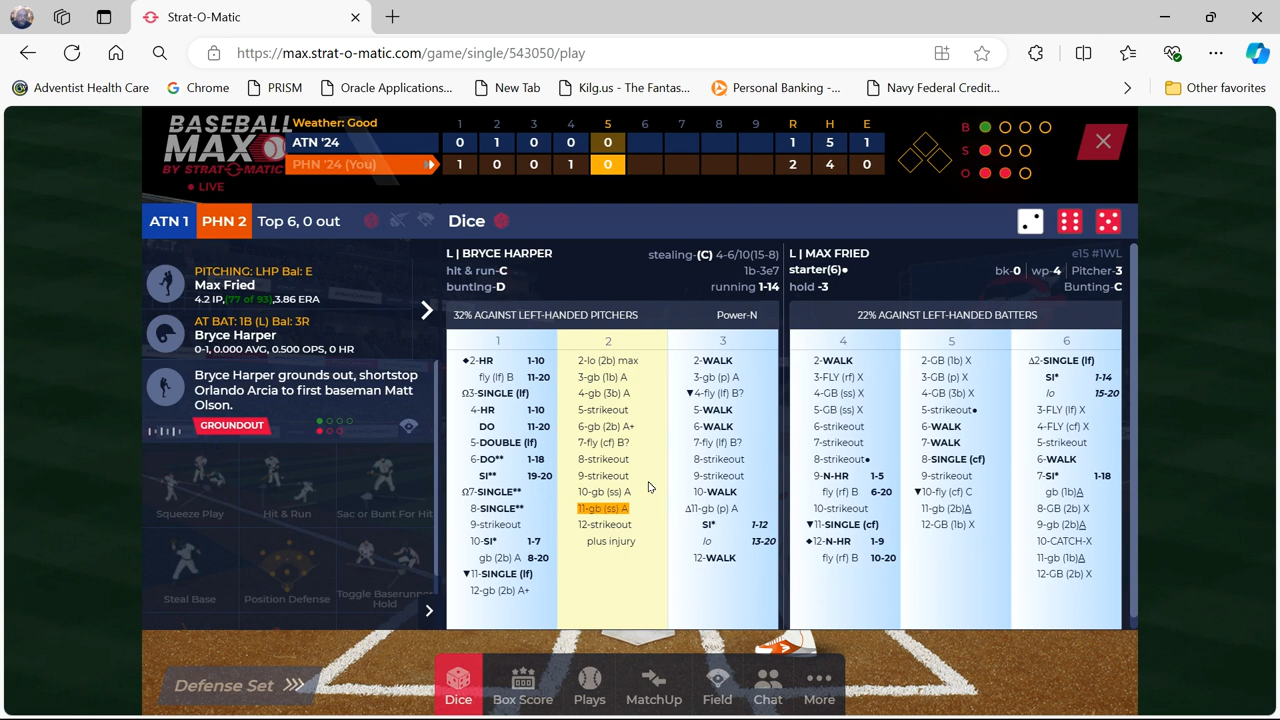 Strat-O-Matic
https://max.strat-o-matic.com/game/single/543050/play
Adventist Health Care
Chrome
PRISM
Oracle Applications...
New Tab
Kilg.us - The Fantas...
Personal Banking -...
Navy Federal Credit...
Other favorites
BASEBALL
MAX
BY STRAT-O-MATIC
LIVE
Weather: Good 1 2 3 4 5 6 7 8 9 R H E
ATN '24 0 1 0 0 0 1 5 1
PHN '24 (You) 1 0 0 1 0 2 4 0
B
S
O
ATN 1 PHN 2 Top 6, 0 out
Dice
PITCHING: LHP Bal: E
Max Fried
4.2 IP,(77 of 93),3.86 ERA
AT BAT: 1B (L) Bal: 3R
Bryce Harper
0-1, 0.000 AVG, 0.500 OPS, 0 HR
Bryce Harper grounds out, shortstop
Orlando Arcia to first baseman Matt
Olson.
GROUNDOUT
Squeeze Play
Hit & Run
Sac or Bunt For Hit
Steal Base
Position Defense
Toggle Baserunner
Hold
Defense Set
L | BRYCE HARPER
stealing-(C) 4-6/10(15-8)
hit & run-C
1b-3e7
bunting-D
running 1-14
32% AGAINST LEFT-HANDED PITCHERS
Power-N
1
◆2-HR 1-10
fly (lf) B 11-20
Ω3-SINGLE (lf)
4-HR 1-10
DO 11-20
5-DOUBLE (lf)
6-DO** 1-18
SI** 19-20
Ω7-SINGLE**
8-SINGLE**
9-strikeout
10-SI* 1-7
gb (2b) A 8-20
▼11-SINGLE (lf)
12-gb (2b) A+
2
2-lo (2b) max
3-gb (1b) A
4-gb (3b) A
5-strikeout
6-gb (2b) A+
7-fly (cf) B?
8-strikeout
9-strikeout
10-gb (ss) A
11-gb (ss) A
12-strikeout
plus injury
3
2-WALK
3-gb (p) A
▼4-fly (lf) B?
5-WALK
6-WALK
7-fly (lf) B?
8-strikeout
9-strikeout
10-WALK
Δ11-gb (p) A
SI* 1-12
lo 13-20
12-WALK
L | MAX FRIED
e15 #1WL
starter(6)●
bk-0 | wp-4 | Pitcher-3
hold -3
Bunting-C
22% AGAINST LEFT-HANDED BATTERS
4
2-WALK
3-FLY (rf) X
4-GB (ss) X
5-GB (ss) X
6-strikeout
7-strikeout
8-strikeout●
9-N-HR 1-5
fly (rf) B 6-20
10-strikeout
▼11-SINGLE (cf)
◆12-N-HR 1-9
fly (rf) B 10-20
5
2-GB (1b) X
3-GB (p) X
4-GB (3b) X
5-strikeout●
6-WALK
7-WALK
8-SINGLE (cf)
9-strikeout
▼10-fly (cf) C
11-gb (2b)A
12-GB (1b) X
6
Δ2-SINGLE (lf)
SI* 1-14
lo 15-20
3-FLY (lf) X
4-FLY (cf) X
5-strikeout
6-WALK
7-SI* 1-18
gb (1b)A
8-GB (2b) X
9-gb (2b)A
10-CATCH-X
11-gb (1b)A
12-GB (2b) X
Dice
Box Score
Plays
MatchUp
Field
Chat
More